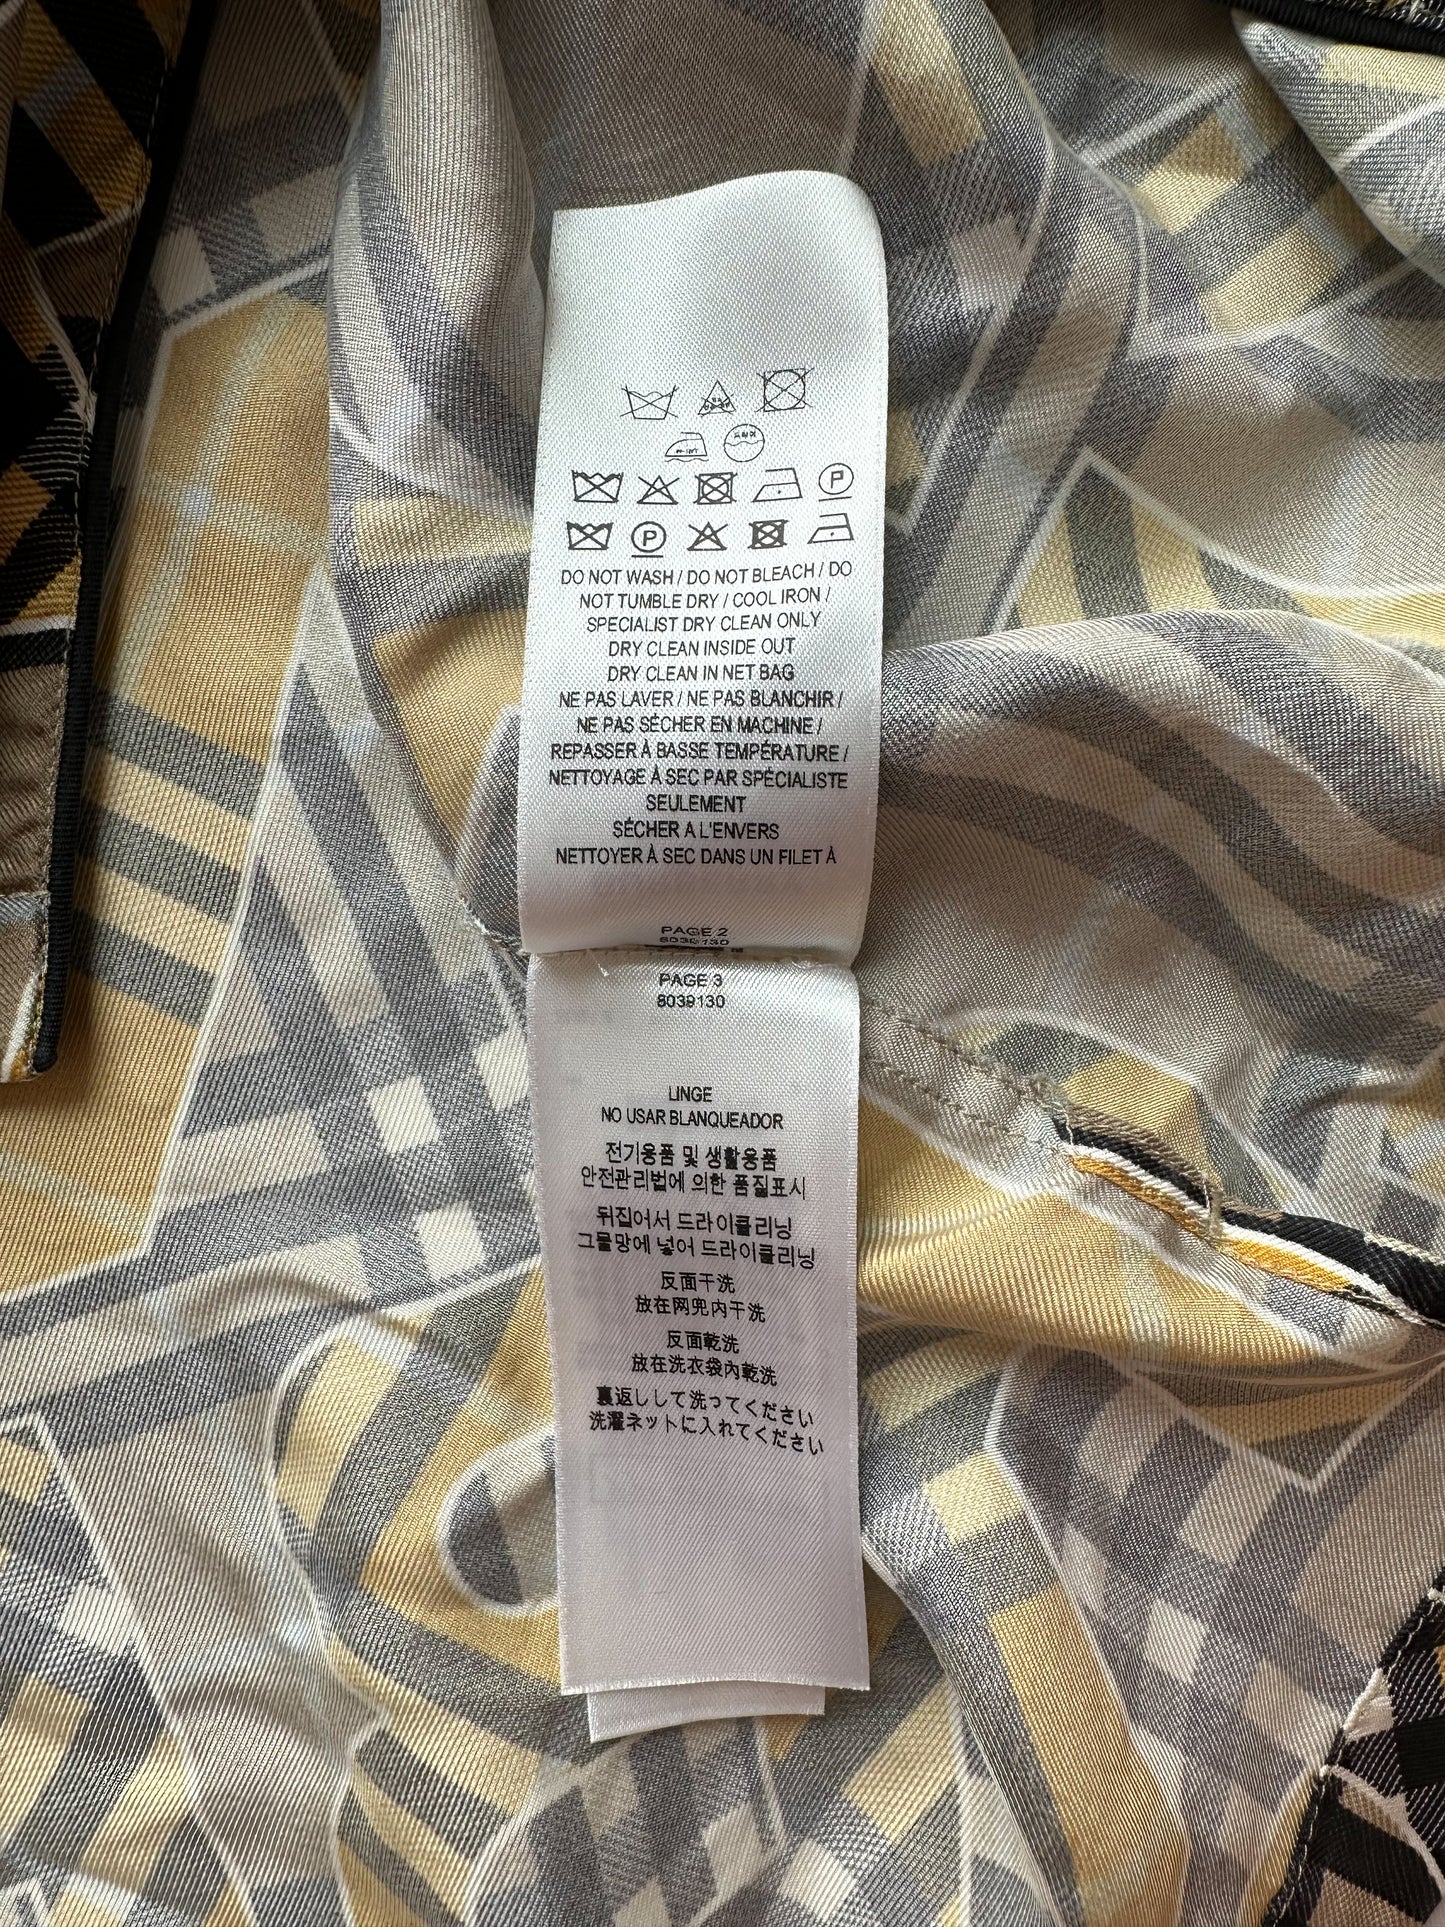 P
P
DO NOT WASH / DO NOT BLEACH / DO
NOT TUMBLE DRY / COOL IRON /
SPECIALIST DRY CLEAN ONLY
DRY CLEAN INSIDE OUT
DRY CLEAN IN NET BAG
NE PAS LAVER / NE PAS BLANCHIR /
NE PAS SÉCHER EN MACHINE /
REPASSER À BASSE TEMPÉRATURE /
NETTOYAGE À SEC PAR SPÉCIALISTE
SEULEMENT
SÉCHER A L'ENVERS
NETTOYER À SEC DANS UN FILET À
PAGE 2
8039130
PAGE 3
8039130
LINGE
NO USAR BLANQUEADOR
전기용품 및 생활용품
안전관리법에 의한 품질표시
뒤집어서 드라이클리닝
그물망에 넣어 드라이클리닝
反面干洗
放在网兜内干洗
反面乾洗
放在洗衣袋內乾洗
裏返しして洗ってください
洗濯ネットに入れてください